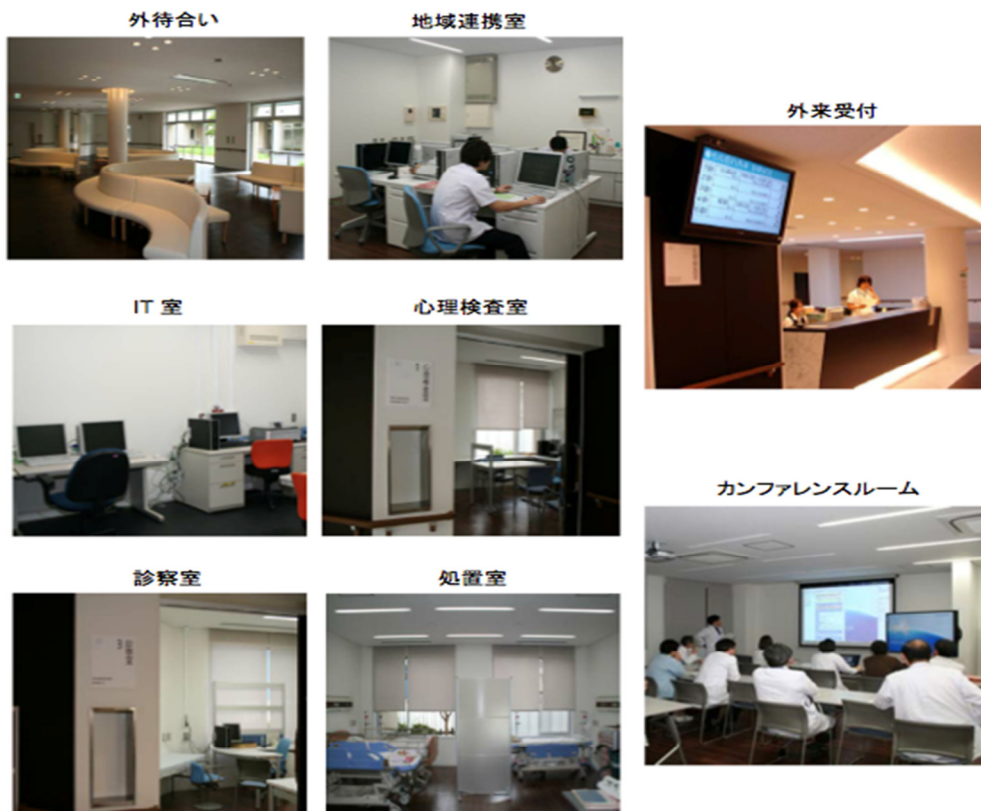 外待合い
地域連携室
外来受付
IT 室
心理検査室
カンファレンスルーム
診察室
処置室